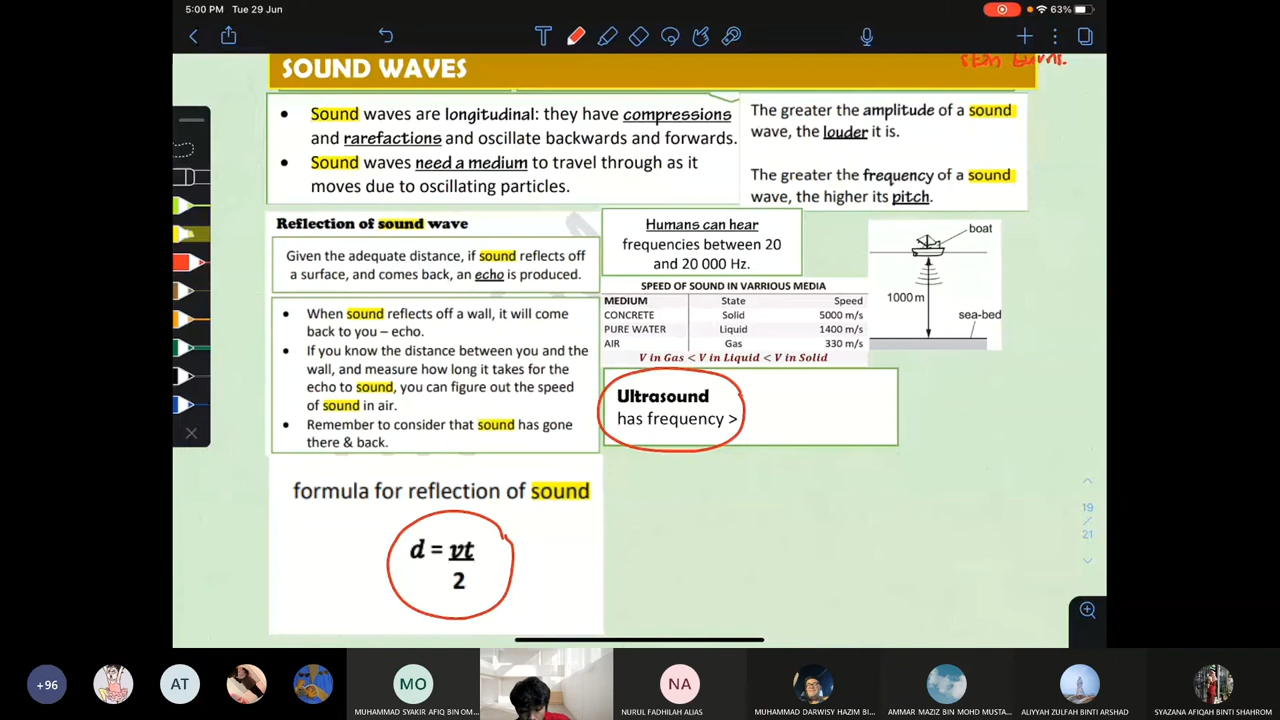 5:00 PM Tue 29 Jun
63%
SOUND WAVES
Sound waves are longitudinal: they have compressions
and rarefactions and oscillate backwards and forwards.
Sound waves need a medium to travel through as it
moves due to oscillating particles.
The greater the amplitude of a sound
wave, the louder it is.
The greater the frequency of a sound
wave, the higher its pitch.
Reflection of sound wave
Given the adequate distance, if sound reflects off
a surface, and comes back, an echo is produced.
When sound reflects off a wall, it will come
back to you – echo.
If you know the distance between you and the
wall, and measure how long it takes for the
echo to sound, you can figure out the speed
of sound in air.
Remember to consider that sound has gone
there & back.
Humans can hear
frequencies between 20
and 20 000 Hz.
SPEED OF SOUND IN VARRIOUS MEDIA
MEDIUM State Speed
CONCRETE Solid 5000 m/s
PURE WATER Liquid 1400 m/s
AIR Gas 330 m/s
V in Gas < V in Liquid < V in Solid
boat
1000 m
sea-bed
Ultrasound
has frequency >
formula for reflection of sound
d = vt
2
19
/
21
+96
AT
MO
NA
MUHAMMAD SYAKIR AFIQ BIN OM...
NURUL FADHILAH ALIAS
MUHAMMAD DARWISY HAZIM BI...
AMMAR MAZIZ BIN MOHD MUSTA...
ALIYYAH ZULFAH BINTI ARSHAD
SYAZANA AFIQAH BINTI SHAHROM